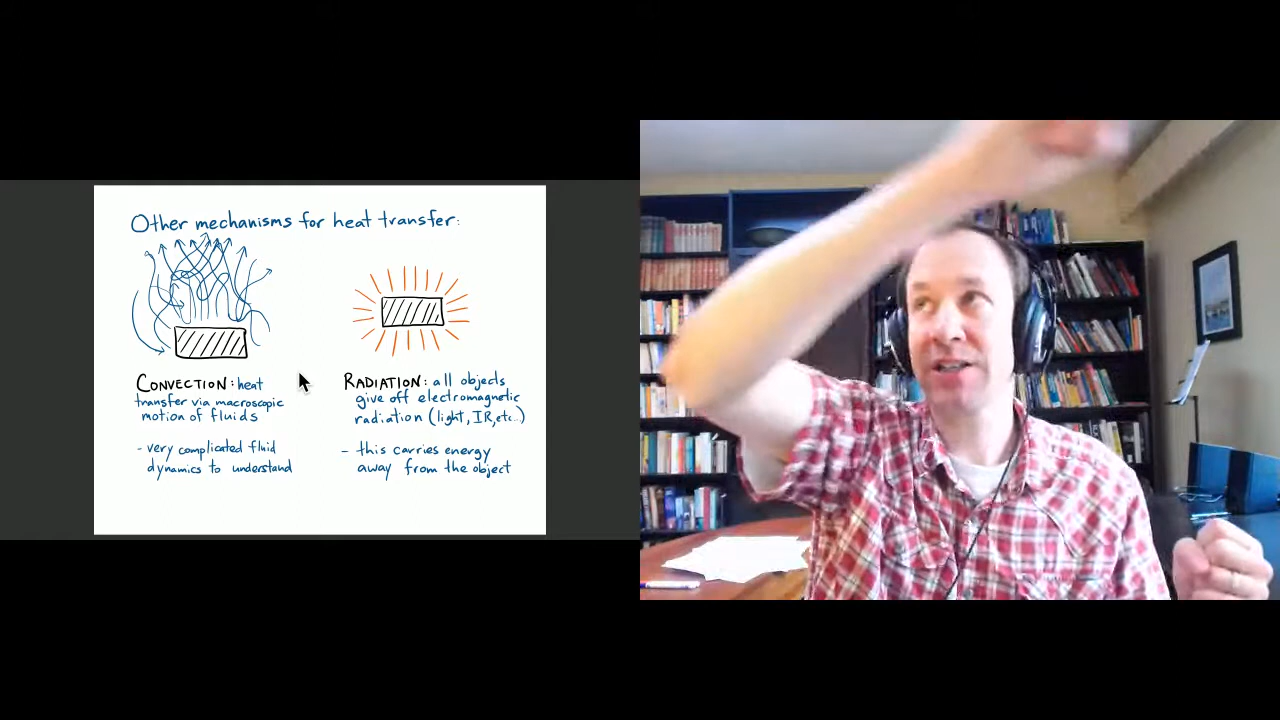 Other mechanisms for heat transfer:
CONVECTION: heat
transfer via macroscopic
motion of fluids
- very complicated fluid
dynamics to understand
RADIATION: all objects
give off electromagnetic
radiation (light, IR, etc..)
- this carries energy
away from the object